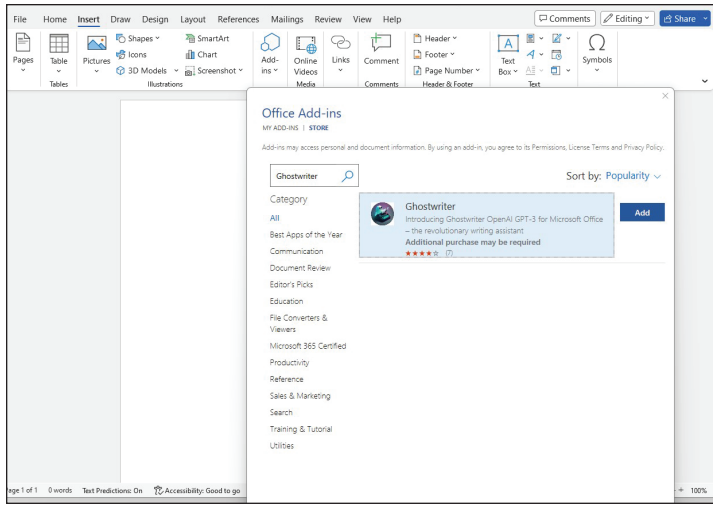 File Home Insert Draw Design Layout References Mailings Review View Help Comments Editing Share
Pages
Table
Pictures
Shapes
Icons
3D Models
SmartArt
Chart
Screenshot
Add-
ins
Online
Videos
Links
Comment
Header
Footer
Page Number
Text
Box
Symbols
Tables Illustrations Media Comments Header & Footer Text
Office Add-ins
MY ADD-INS | STORE
Add-ins may access personal and document information. By using an add-in, you agree to its Permissions, License Terms and Privacy Policy.
Ghostwriter
Sort by: Popularity
Category
All
Best Apps of the Year
Communication
Document Review
Editor's Picks
Education
File Converters &
Viewers
Microsoft 365 Certified
Productivity
Reference
Sales & Marketing
Search
Training & Tutorial
Utilities
Ghostwriter
Introducing Ghostwriter OpenAI GPT-3 for Microsoft Office
– the revolutionary writing assistant
Additional purchase may be required
(7)
Add
Page 1 of 1 0 words Text Predictions: On Accessibility: Good to go 100%